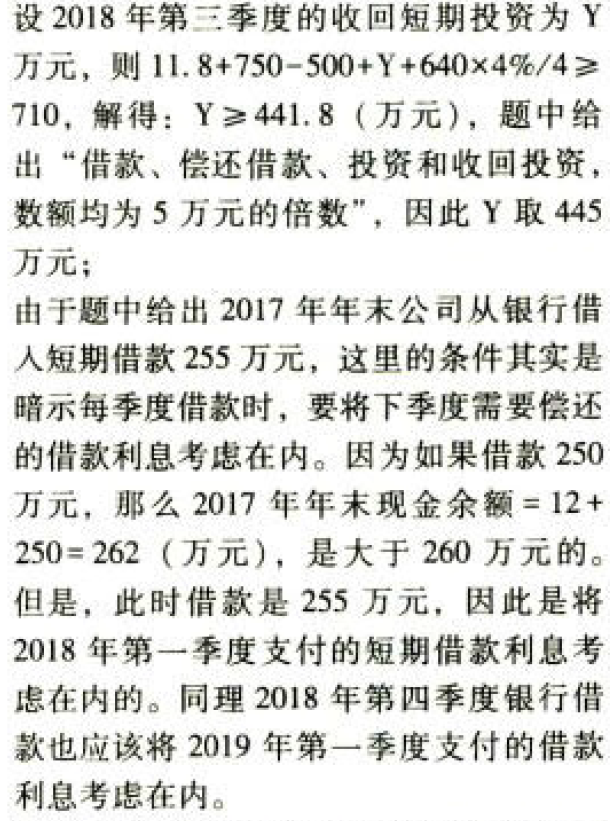 设 2018 年第三季度的收回短期投资为 Y
万元，则 11.8+750-500+Y+640×4%/4≥
710，解得：Y≥441.8（万元），题中给
出“借款、偿还借款、投资和收回投资，
数额均为 5 万元的倍数”，因此 Y 取 445
万元；
由于题中给出 2017 年年末公司从银行借
入短期借款 255 万元，这里的条件其实是
暗示每季度借款时，要将下季度需要偿还
的借款利息考虑在内。因为如果借款 250
万元，那么 2017 年年末现金余额 = 12+
250=262（万元），是大于 260 万元的。
但是，此时借款是 255 万元，因此是将
2018 年第一季度支付的短期借款利息考
虑在内的。同理 2018 年第四季度银行借
款也应该将 2019 年第一季度支付的借款
利息考虑在内。